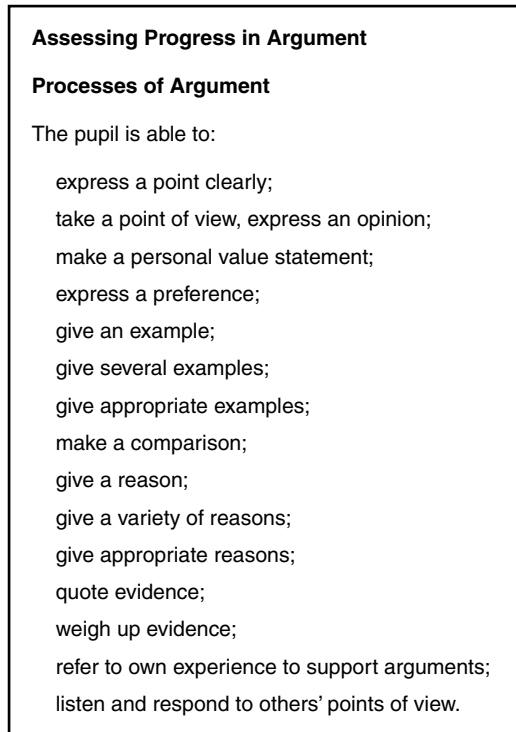 Assessing Progress in Argument
Processes of Argument
The pupil is able to:
express a point clearly;
take a point of view, express an opinion;
make a personal value statement;
express a preference;
give an example;
give several examples;
give appropriate examples;
make a comparison;
give a reason;
give a variety of reasons;
give appropriate reasons;
quote evidence;
weigh up evidence;
refer to own experience to support arguments;
listen and respond to others’ points of view.